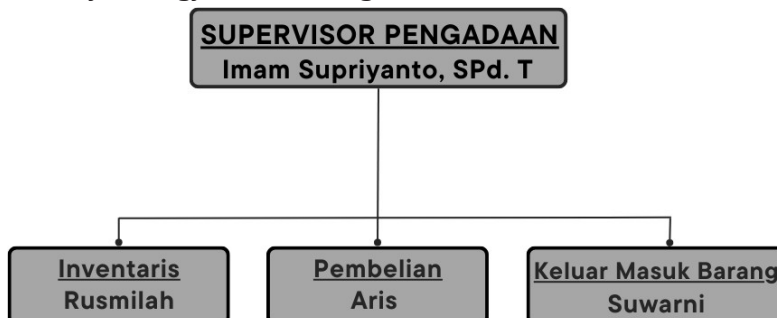 SUPERVISOR PENGADAAN
Imam Supriyanto, SPd. T
Inventaris
Rusmilah
Pembelian
Aris
Keluar Masuk Barang
Suwarni